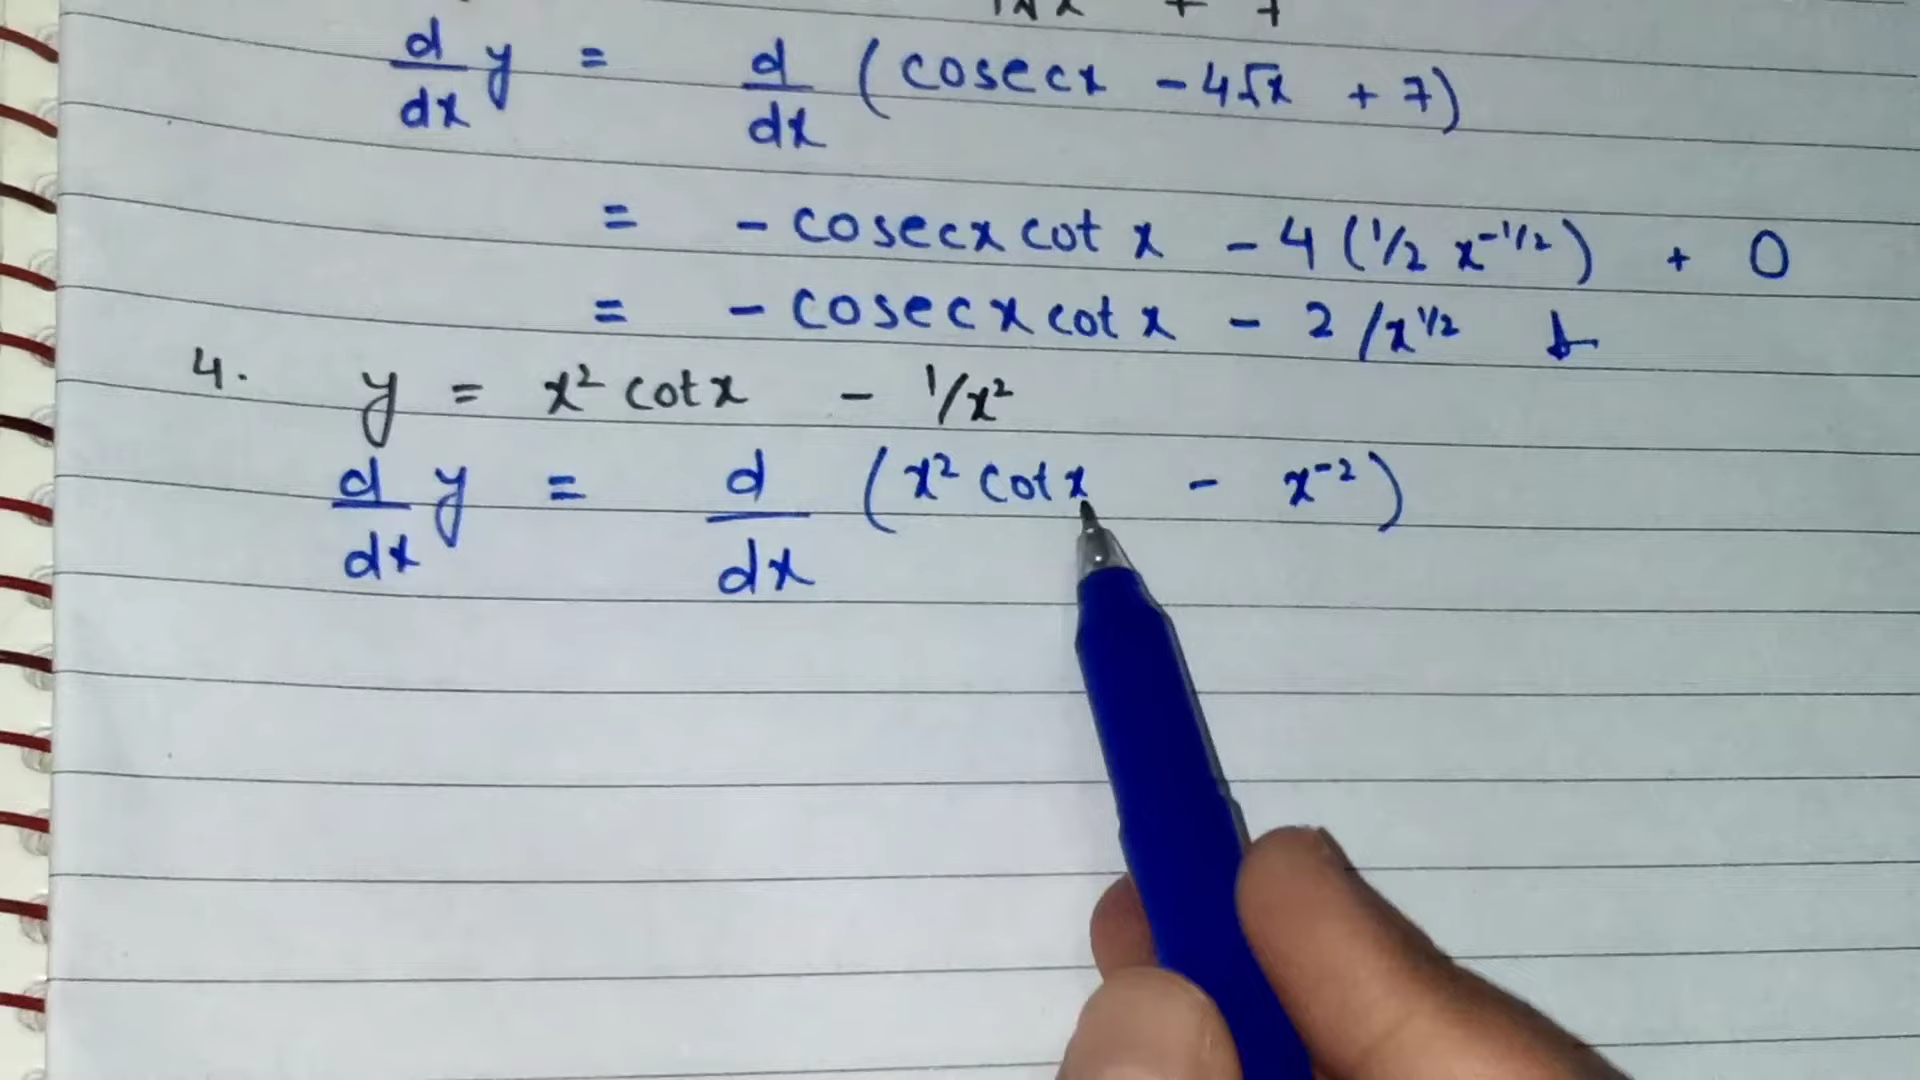 + 7
d/dx y = d/dx (cosecx - 4√x + 7)
= - cosecx cot x - 4 (1/2 x^-1/2) + 0
= - cosecx cot x - 2 /x^1/2
4. y = x² cot x - 1/x²
d/dx y = d/dx (x² cot x - x^-2)